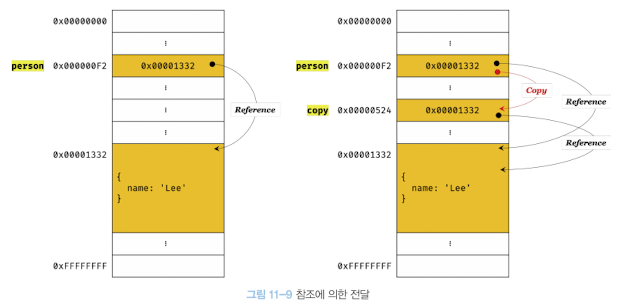 0x00000000
person 0x000000F2 0x00001332
Reference
0x00001332
{
name: 'Lee'
}
0xFFFFFFFF
0x00000000
person 0x000000F2 0x00001332
Copy
Reference
copy 0x00000524 0x00001332
Reference
0x00001332
{
name: 'Lee'
}
0xFFFFFFFF
그림 11-9 참조에 의한 전달